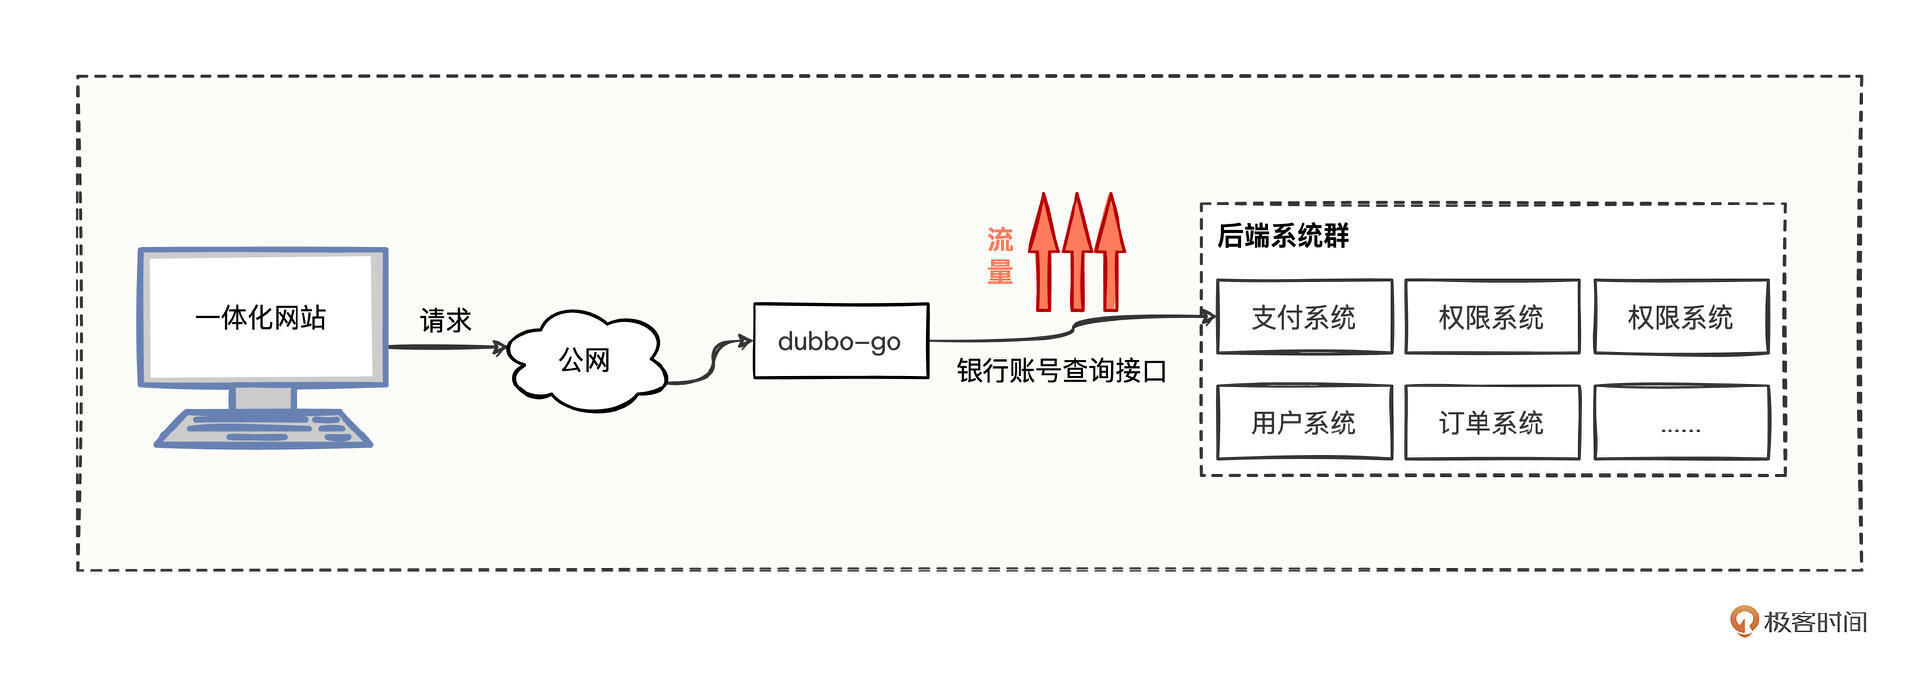 一体化网站
请求
公网
dubbo-go
流
量
银行账号查询接口
后端系统群
支付系统
权限系统
权限系统
用户系统
订单系统
......
极客时间